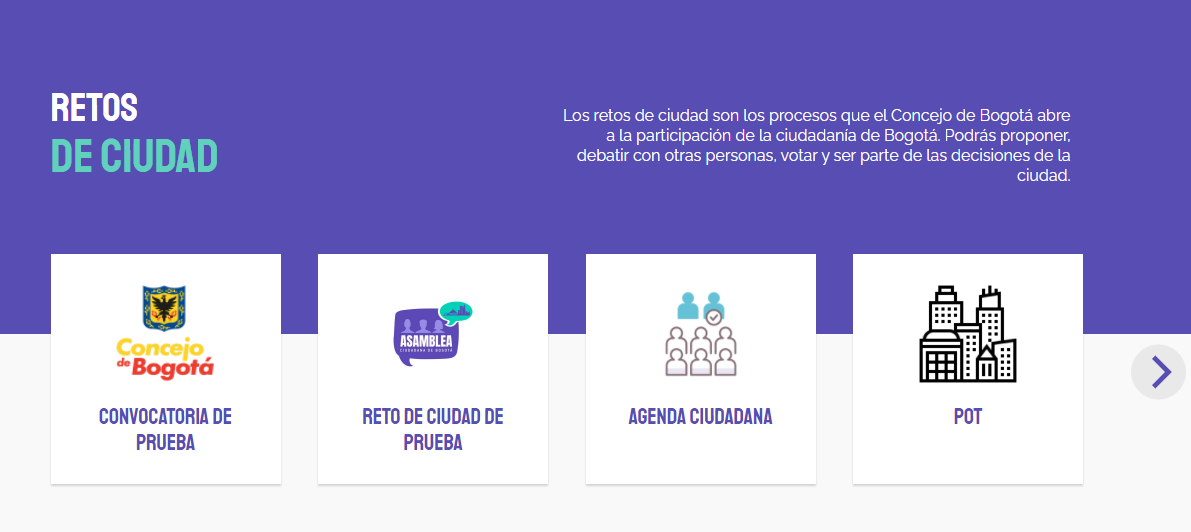 RETOS
DE CIUDAD
Los retos de ciudad son los procesos que el Concejo de Bogotá abre
a la participación de la ciudadanía de Bogotá. Podrás proponer,
debatir con otras personas, votar y ser parte de las decisiones de la
ciudad.
Concejo
de Bogotá
CONVOCATORIA DE
PRUEBA
ASAMBLEA
CIUDADANA DE BOGOTÁ
RETO DE CIUDAD DE
PRUEBA
AGENDA CIUDADANA
POT